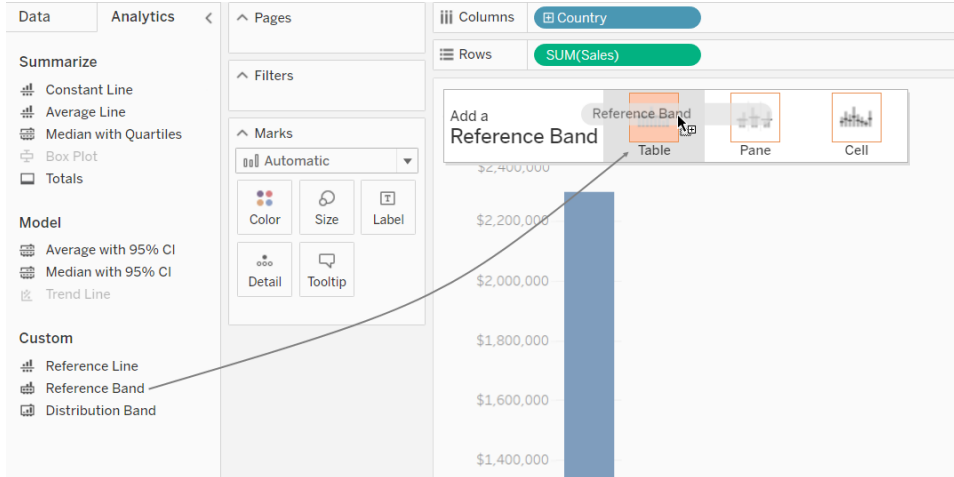 Data
Analytics
Summarize
Constant Line
Average Line
Median with Quartiles
Box Plot
Totals
Model
Average with 95% CI
Median with 95% CI
Trend Line
Custom
Reference Line
Reference Band
Distribution Band
Pages
Filters
Marks
Automatic
Color
Size
Label
Detail
Tooltip
Columns
Country
Rows
SUM(Sales)
Add a
Reference Band
Reference Band
Table
Pane
Cell
$2,400,000
$2,200,000
$2,000,000
$1,800,000
$1,600,000
$1,400,000